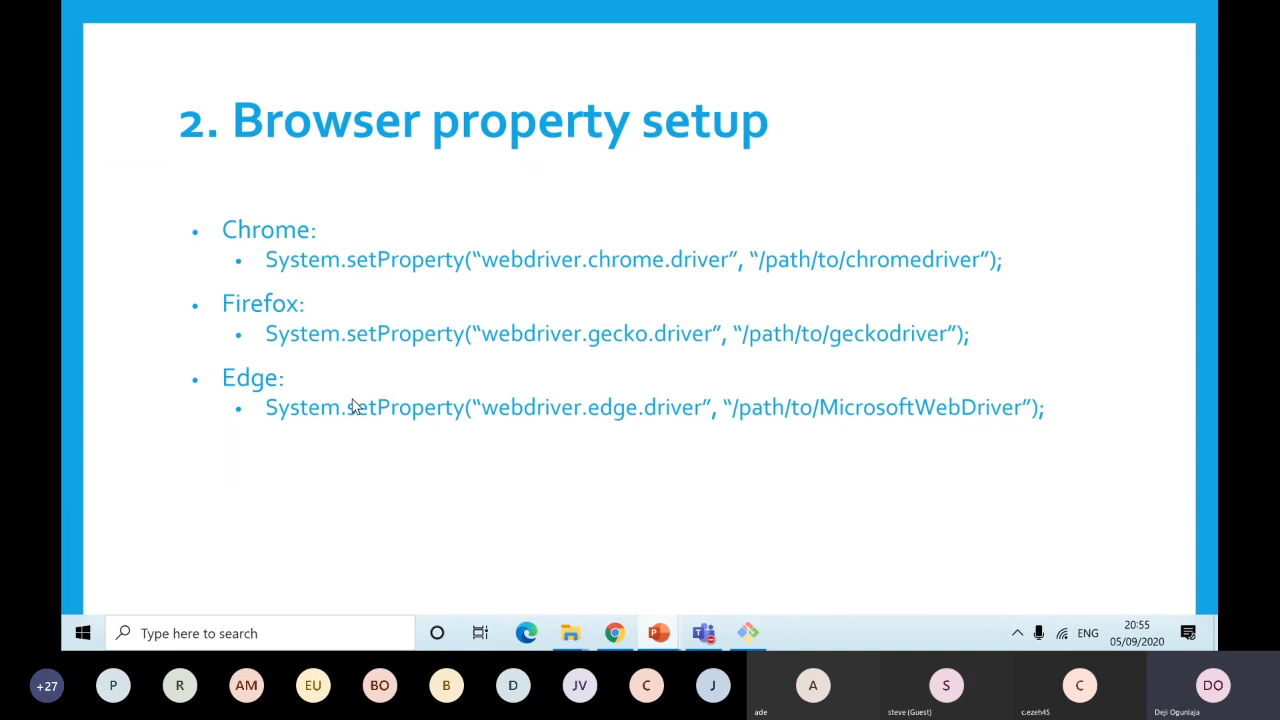 2. Browser property setup
• Chrome:
• System.setProperty(“webdriver.chrome.driver”, “/path/to/chromedriver”);
• Firefox:
• System.setProperty(“webdriver.gecko.driver”, “/path/to/geckodriver”);
• Edge:
• System.setProperty(“webdriver.edge.driver”, “/path/to/MicrosoftWebDriver”);
Type here to search
ENG
20:55
05/09/2020
+27 P R AM EU BO B D JV C J A S C DO
ade steve (Guest) c.ezeh45 Deji Ogunlaja